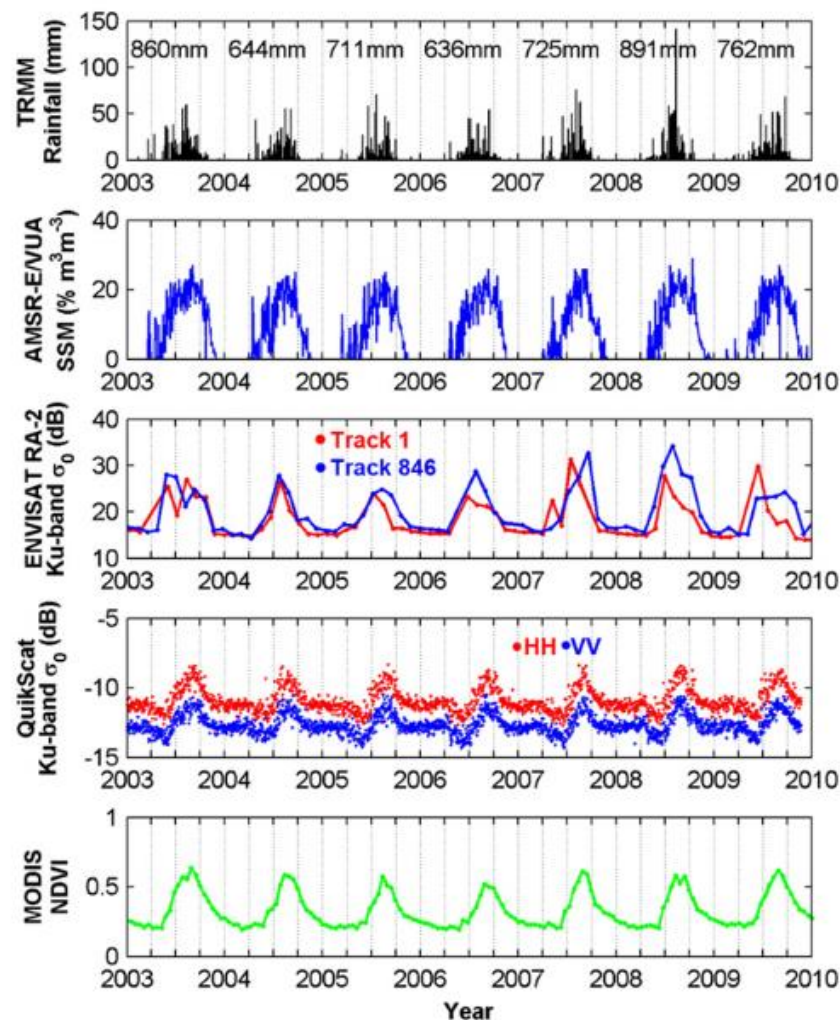 TRMM
Rainfall (mm)
150
100
50
0
860mm 644mm 711mm 636mm 725mm 891mm 762mm
2003 2004 2005 2006 2007 2008 2009 2010
AMSR-E/VUA
SSM (% m³m⁻³)
40
20
0
2003 2004 2005 2006 2007 2008 2009 2010
ENVISAT RA-2
Ku-band σ₀ (dB)
40
30
20
10
Track 1
Track 846
2003 2004 2005 2006 2007 2008 2009 2010
QuikScat
Ku-band σ₀ (dB)
-5
-10
-15
HH VV
2003 2004 2005 2006 2007 2008 2009 2010
MODIS
NDVI
1
0.5
0
2003 2004 2005 2006 2007 2008 2009 2010
Year